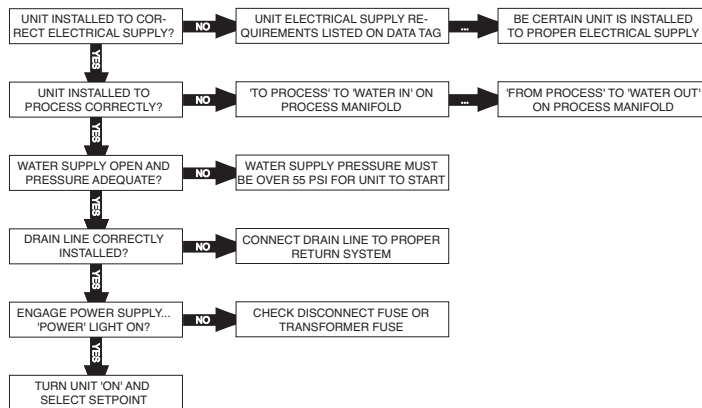 UNIT INSTALLED TO COR-
RECT ELECTRICAL SUPPLY?
NO
UNIT ELECTRICAL SUPPLY RE-
QUIREMENTS LISTED ON DATA TAG
...
BE CERTAIN UNIT IS INSTALLED
TO PROPER ELECTRICAL SUPPLY
YES
UNIT INSTALLED TO
PROCESS CORRECTLY?
NO
'TO PROCESS' TO 'WATER IN' ON
PROCESS MANIFOLD
...
'FROM PROCESS' TO 'WATER OUT'
ON PROCESS MANIFOLD
YES
WATER SUPPLY OPEN AND
PRESSURE ADEQUATE?
NO
WATER SUPPLY PRESSURE MUST
BE OVER 55 PSI FOR UNIT TO START
YES
DRAIN LINE CORRECTLY
INSTALLED?
NO
CONNECT DRAIN LINE TO PROPER
RETURN SYSTEM
YES
ENGAGE POWER SUPPLY...
'POWER' LIGHT ON?
NO
CHECK DISCONNECT FUSE OR
TRANSFORMER FUSE
YES
TURN UNIT 'ON' AND
SELECT SETPOINT